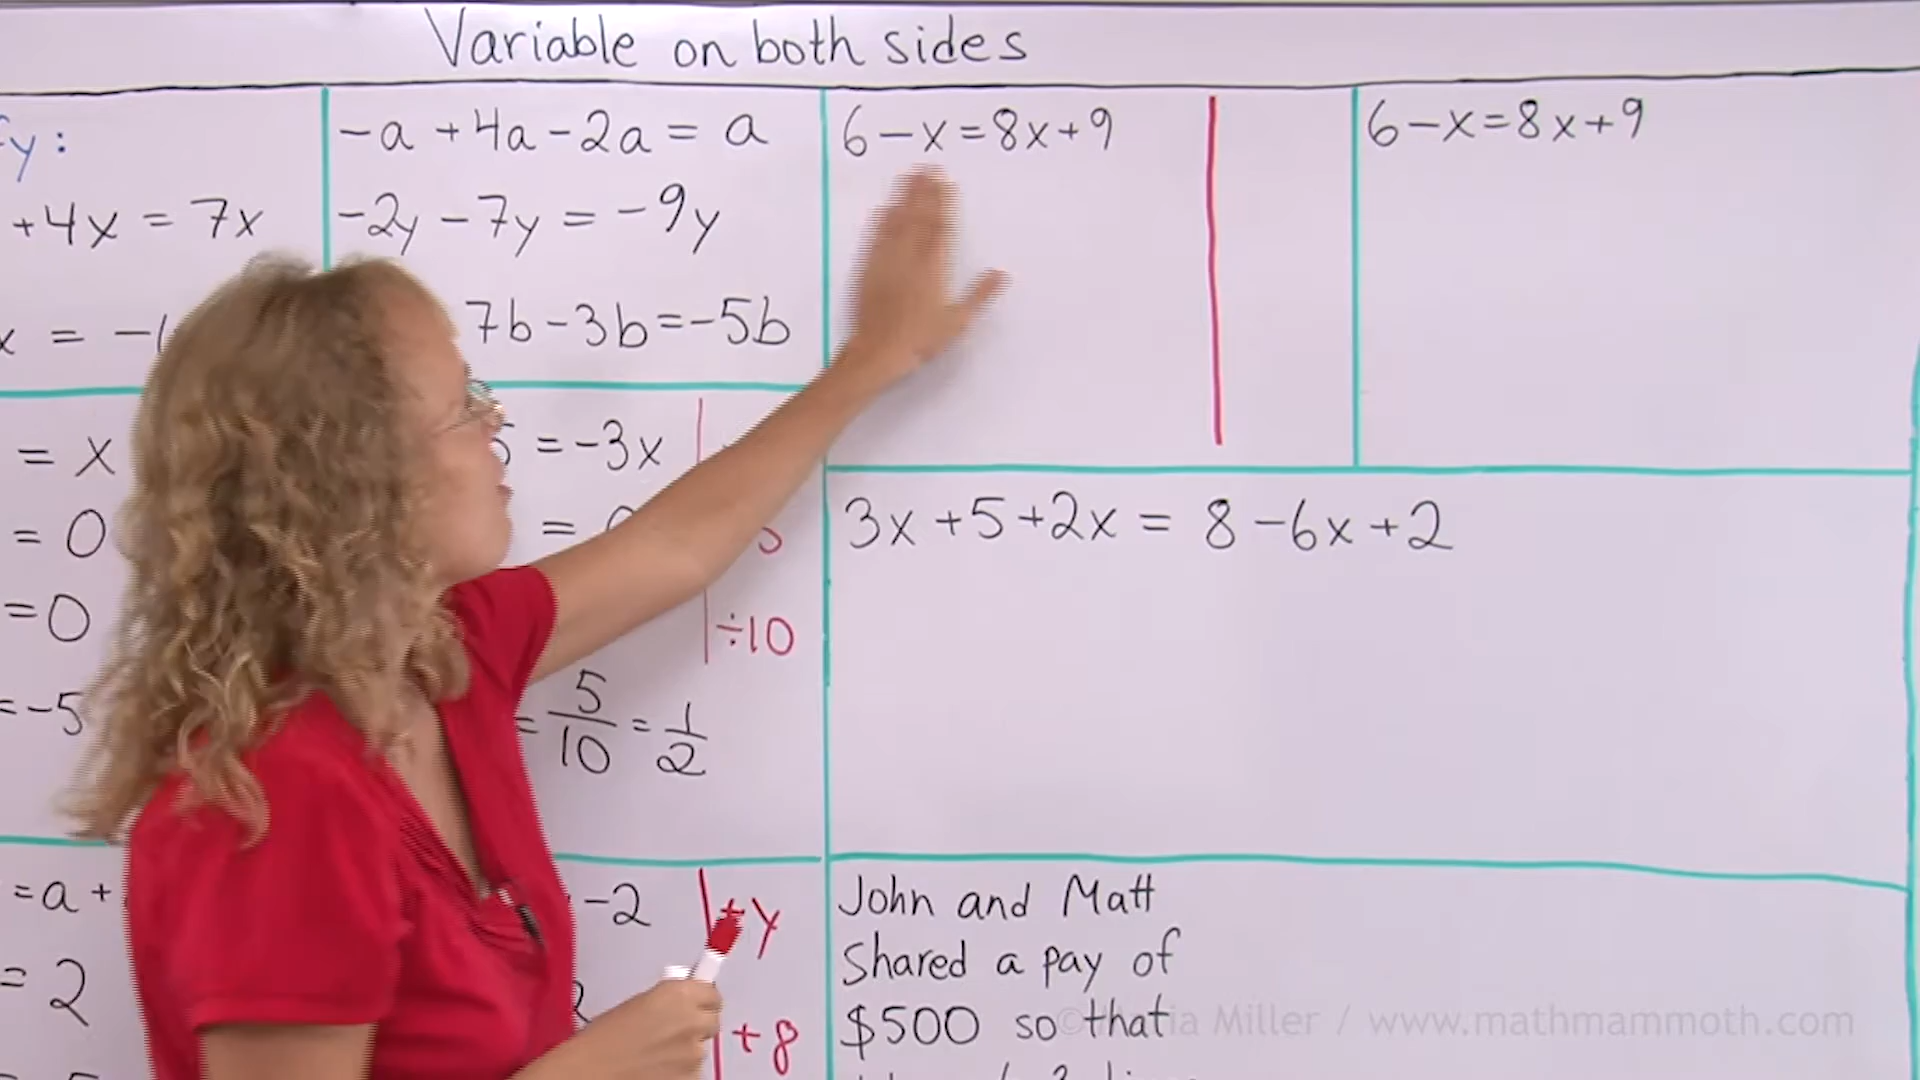 Variable on both sides
fy:
+4x = 7x
x = -
-a +4a -2a = a
-2y -7y = -9y
7b -3b = -5b
= x
= 0
= 0
= -5
= -3x
=
÷10
= 5/10 = 1/2
= a +
= 2
-2
+y
+8
6 - x = 8x + 9
6 - x = 8x + 9
3x + 5 + 2x = 8 - 6x + 2
John and Matt
shared a pay of
$500 so that
© Maria Miller / www.mathmammoth.com